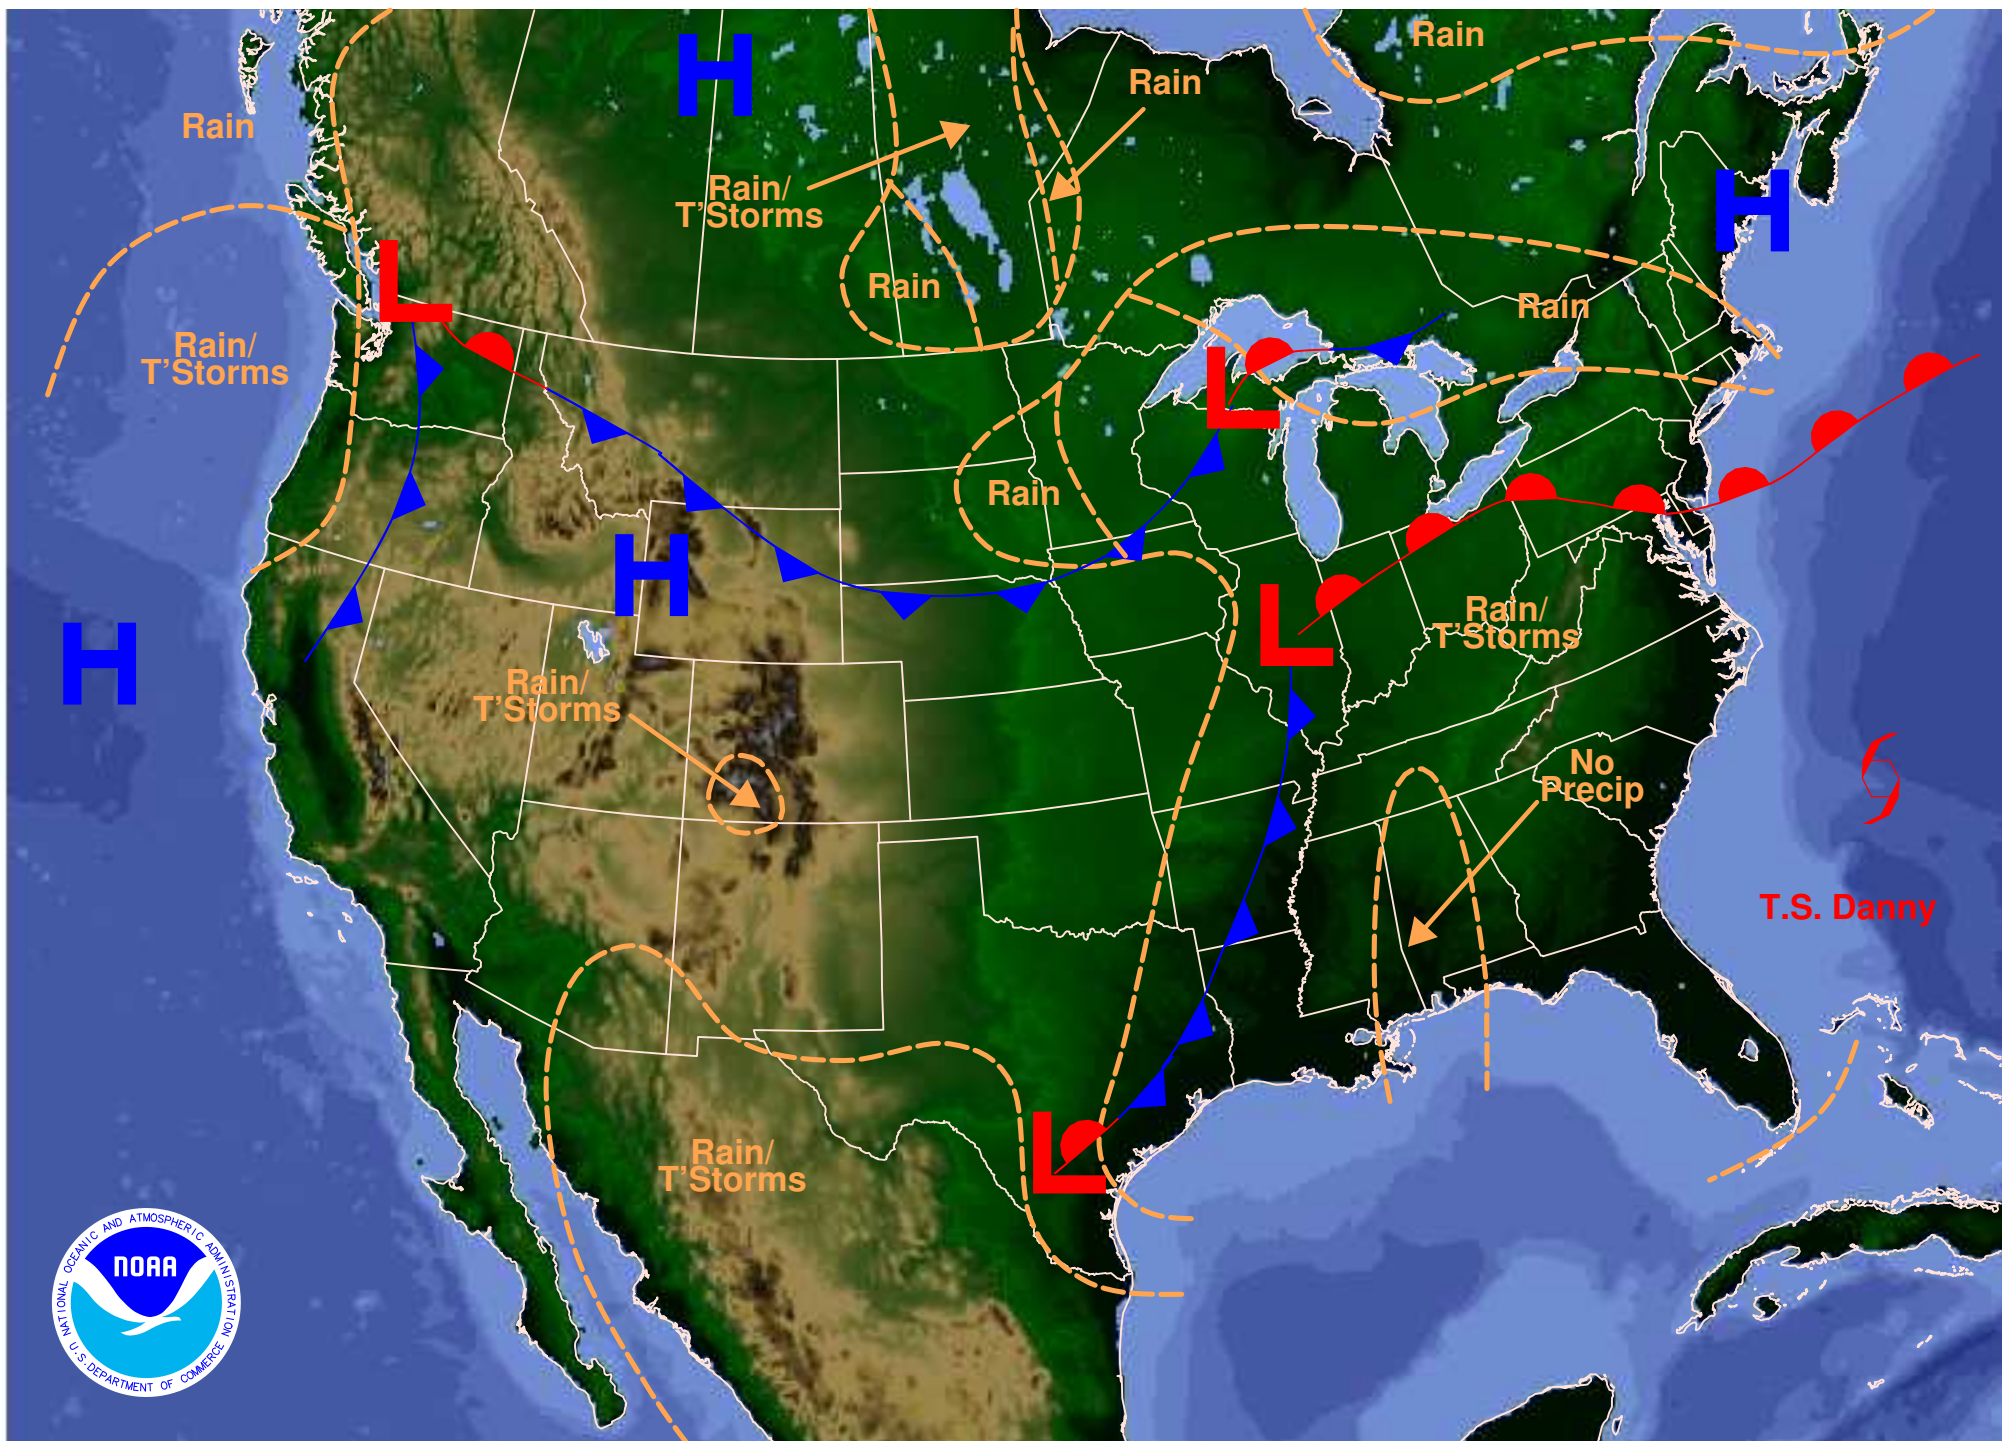 Rain
H
Rain
Rain
Rain/
T'Storms
H
Rain
Rain
L
Rain/
T'Storms
L
Rain
H
H
L
Rain/
T'Storms
H
Rain/
T'Storms
No
Precip
T.S. Danny
L
Rain/
T'Storms
NATIONAL OCEANIC AND ATMOSPHERIC ADMINISTRATION
NOAA
U.S. DEPARTMENT OF COMMERCE